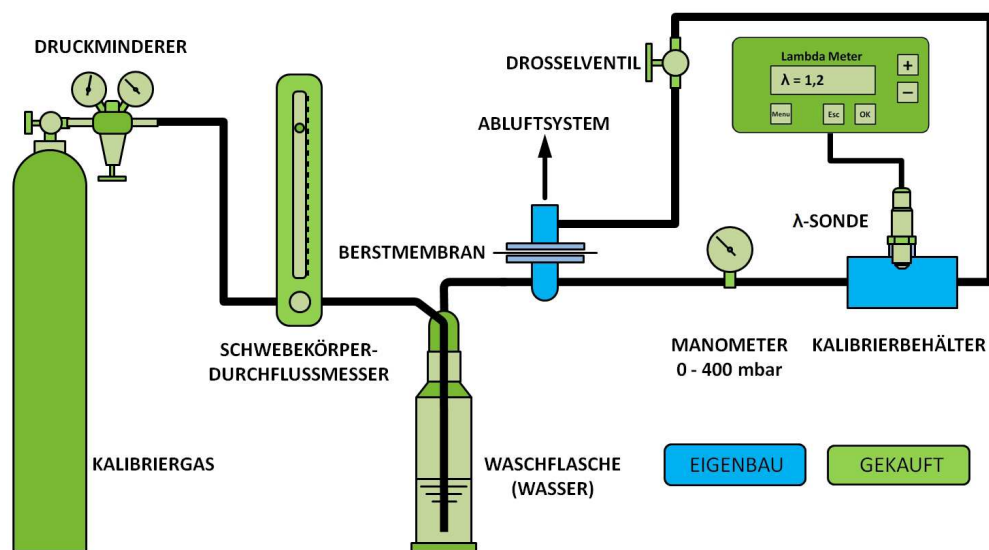 DRUCKMINDERER
DROSSELVENTIL
Lambda Meter
λ = 1,2
+
−
Menu
Esc
OK
ABLUFTSYSTEM
λ-SONDE
BERSTMEMBRAN
SCHWEBEKÖRPER-
DURCHFLUSSMESSER
MANOMETER
0 - 400 mbar
KALIBRIERBEHÄLTER
KALIBRIERGAS
WASCHFLASCHE
(WASSER)
EIGENBAU
GEKAUFT